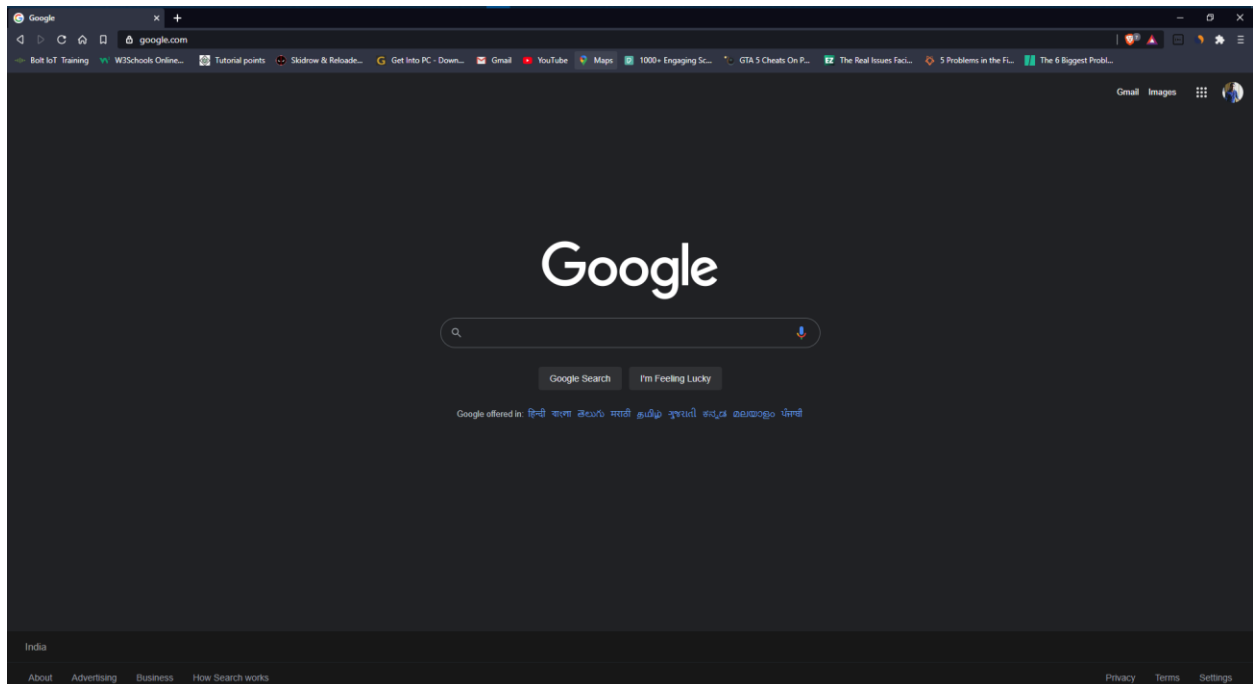 Google
google.com
Bolt IoT Training W3Schools Online... Tutorial points Skidrow & Reloade... Get Into PC - Down... Gmail YouTube Maps 1000+ Engaging Sc... GTA 5 Cheats On P... The Real Issues Faci... 5 Problems in the Fi... The 6 Biggest Probl...
Gmail Images
Google
Google Search I'm Feeling Lucky
Google offered in: हिन्दी বাংলা తెలుగు मराठी தமிழ் ગુજરાતી ಕನ್ನಡ മലയാളം ਪੰਜਾਬੀ
India
About Advertising Business How Search works Privacy Terms Settings